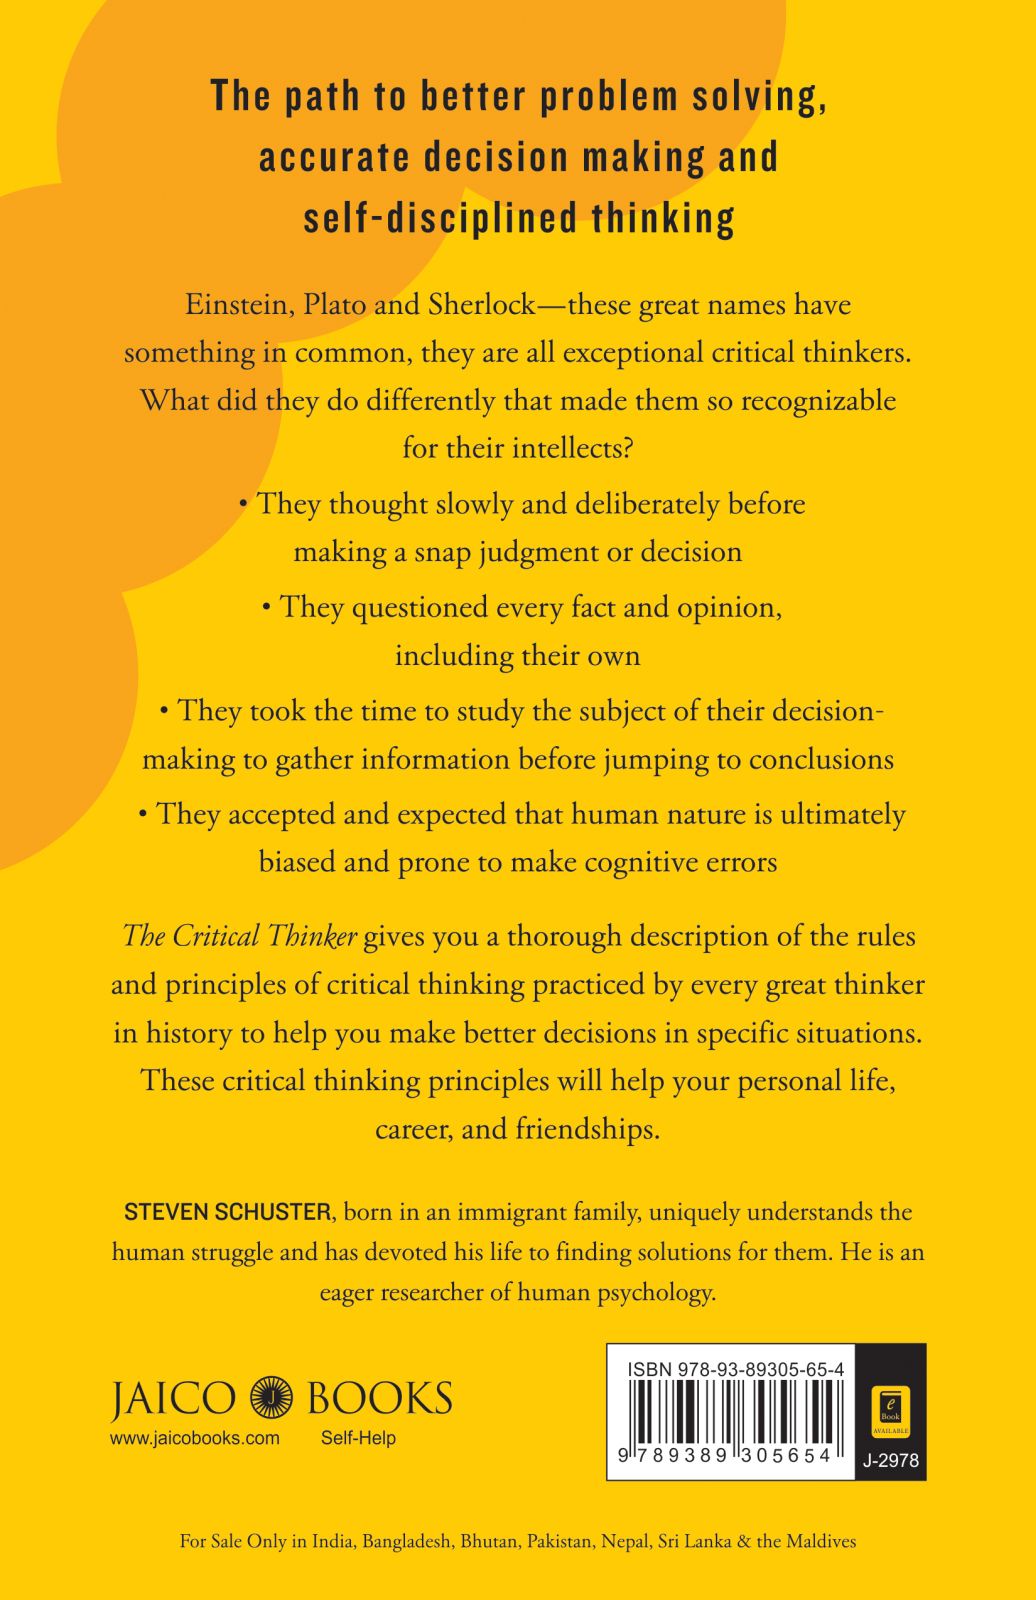 The path to better problem solving,
accurate decision making and
self-disciplined thinking
Einstein, Plato and Sherlock—these great names have
something in common, they are all exceptional critical thinkers.
What did they do differently that made them so recognizable
for their intellects?
• They thought slowly and deliberately before
making a snap judgment or decision
• They questioned every fact and opinion,
including their own
• They took the time to study the subject of their decision-
making to gather information before jumping to conclusions
• They accepted and expected that human nature is ultimately
biased and prone to make cognitive errors
The Critical Thinker gives you a thorough description of the rules
and principles of critical thinking practiced by every great thinker
in history to help you make better decisions in specific situations.
These critical thinking principles will help your personal life,
career, and friendships.
STEVEN SCHUSTER, born in an immigrant family, uniquely understands the
human struggle and has devoted his life to finding solutions for them. He is an
eager researcher of human psychology.
JAICO J BOOKS
www.jaicobooks.com Self-Help
ISBN 978-93-89305-65-4
9 789389 305654
e
Book
AVAILABLE
J-2978
For Sale Only in India, Bangladesh, Bhutan, Pakistan, Nepal, Sri Lanka & the Maldives